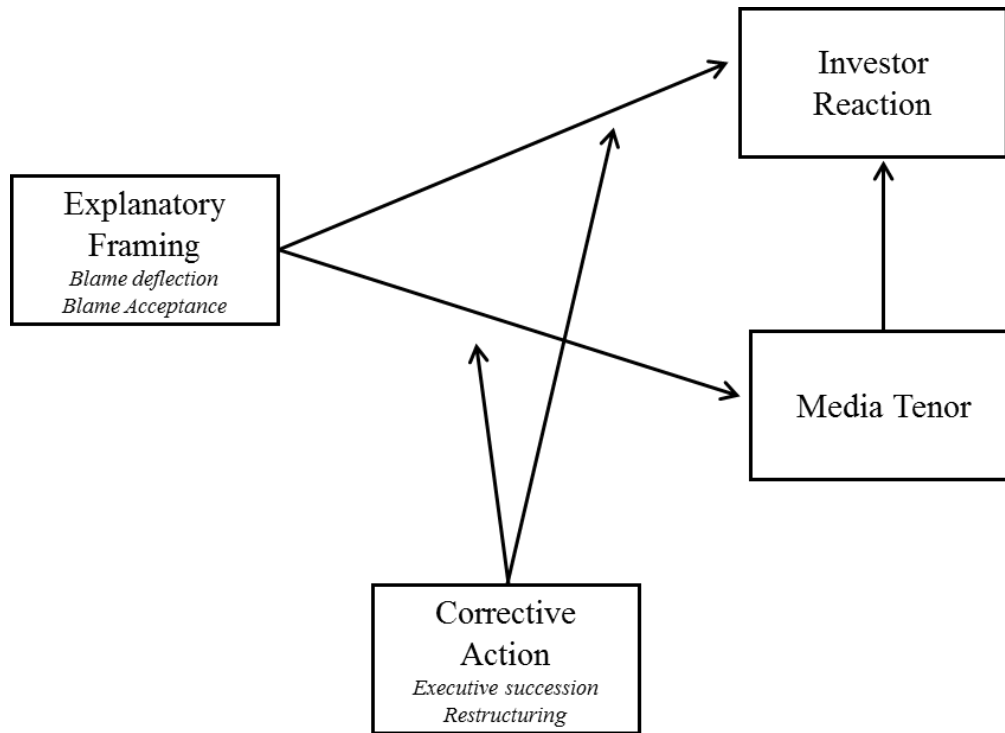 Investor
Reaction
Explanatory
Framing
Blame deflection
Blame Acceptance
Media Tenor
Corrective
Action
Executive succession
Restructuring